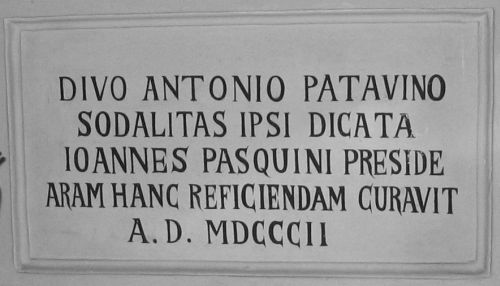 DIVO ANTONIO PATAVINO
SODALITAS IPSI DICATA
IOANNES PASQUINI PRESIDE
ARAM HANC REFICIENDAM CURAVIT
A. D. MDCCCII